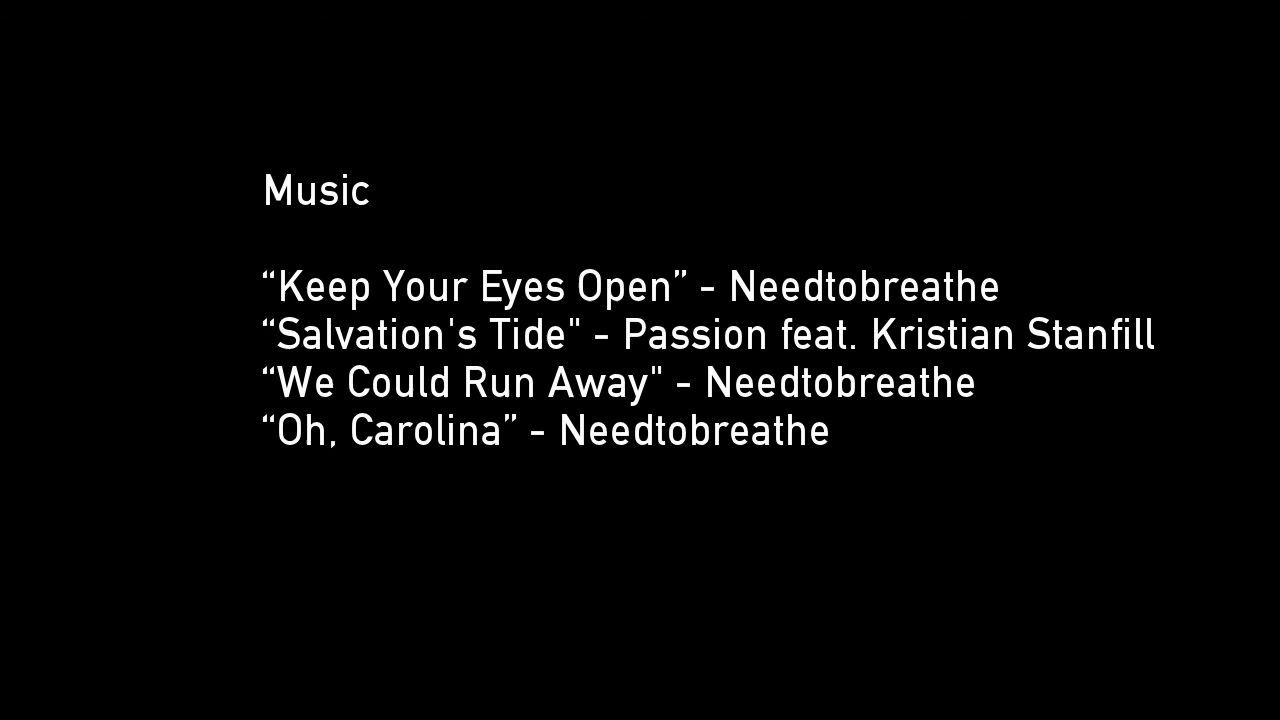 Music
“Keep Your Eyes Open” - Needtobreathe
“Salvation's Tide" - Passion feat. Kristian Stanfill
“We Could Run Away" - Needtobreathe
“Oh, Carolina” - Needtobreathe